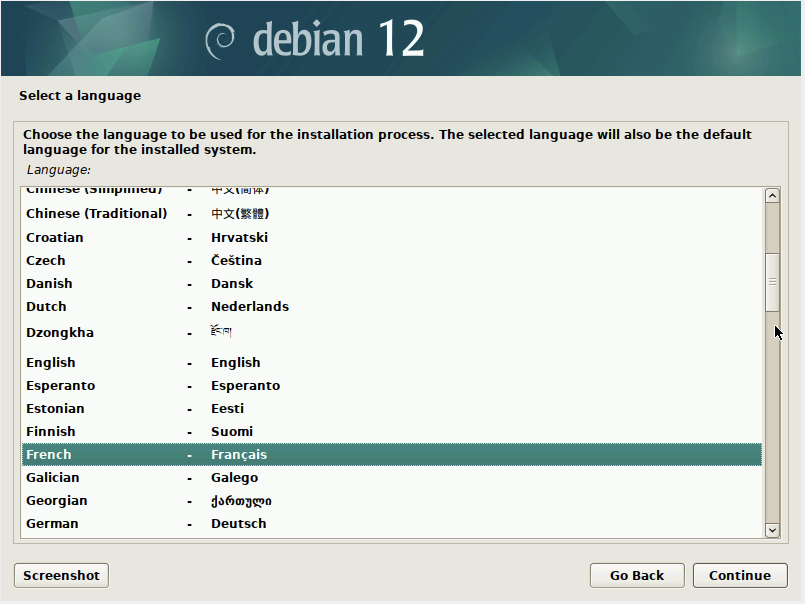 debian 12
Select a language
Choose the language to be used for the installation process. The selected language will also be the default
language for the installed system.
Language:
Chinese (Simplified) - 中文(简体)
Chinese (Traditional) - 中文(繁體)
Croatian - Hrvatski
Czech - Čeština
Danish - Dansk
Dutch - Nederlands
Dzongkha - རྫོང་ཁ།
English - English
Esperanto - Esperanto
Estonian - Eesti
Finnish - Suomi
French - Français
Galician - Galego
Georgian - ქართული
German - Deutsch
Screenshot Go Back Continue